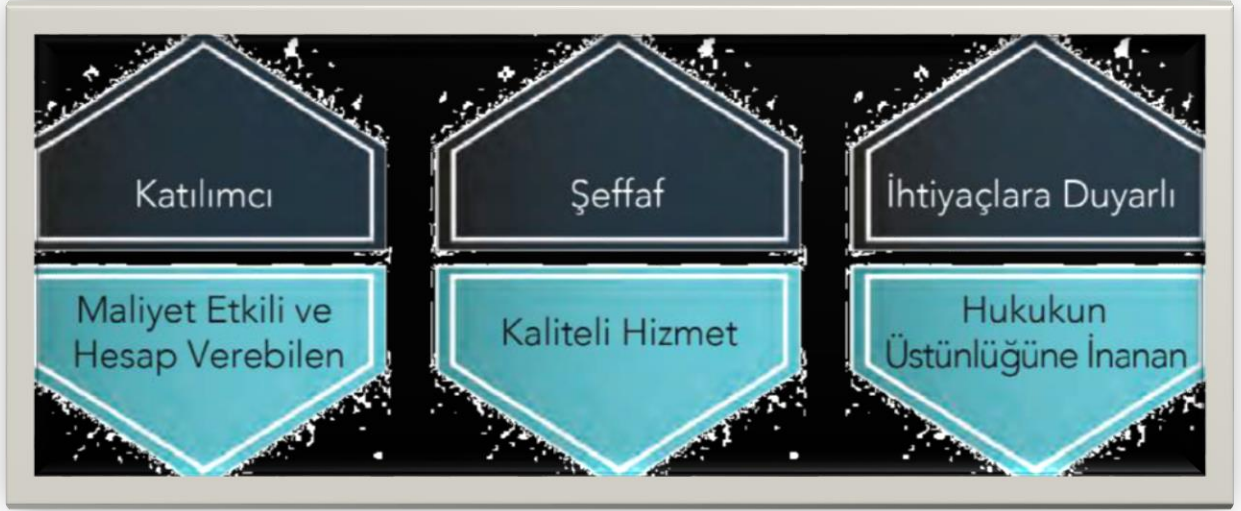 Katılımcı
Şeffaf
İhtiyaçlara Duyarlı
Maliyet Etkili ve
Hesap Verebilen
Kaliteli Hizmet
Hukukun
Üstünlüğüne İnanan